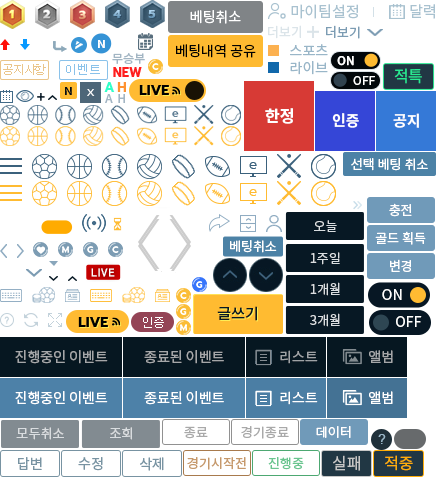 1 2 3 4 5 베팅취소 마이팀설정 달력
더보기 + 더보기
N 베팅내역 공유 스포츠
공지사항 이벤트 무승부 NEW C 라이브 ON
OFF 적특
N X A H A H LIVE
한정 인증 공지
e
e
e
e
선택 베팅 취소
충전
오늘
골드 획득
베팅취소
1주일
변경
M G C
LIVE
1개월 ON
G
C
글쓰기
G
? LIVE 인증 M 3개월 OFF
진행중인 이벤트 종료된 이벤트 리스트 앨범
진행중인 이벤트 종료된 이벤트 리스트 앨범
모두취소 조회 종료 경기종료 데이터 ?
답변 수정 삭제 경기시작전 진행중 실패 적중